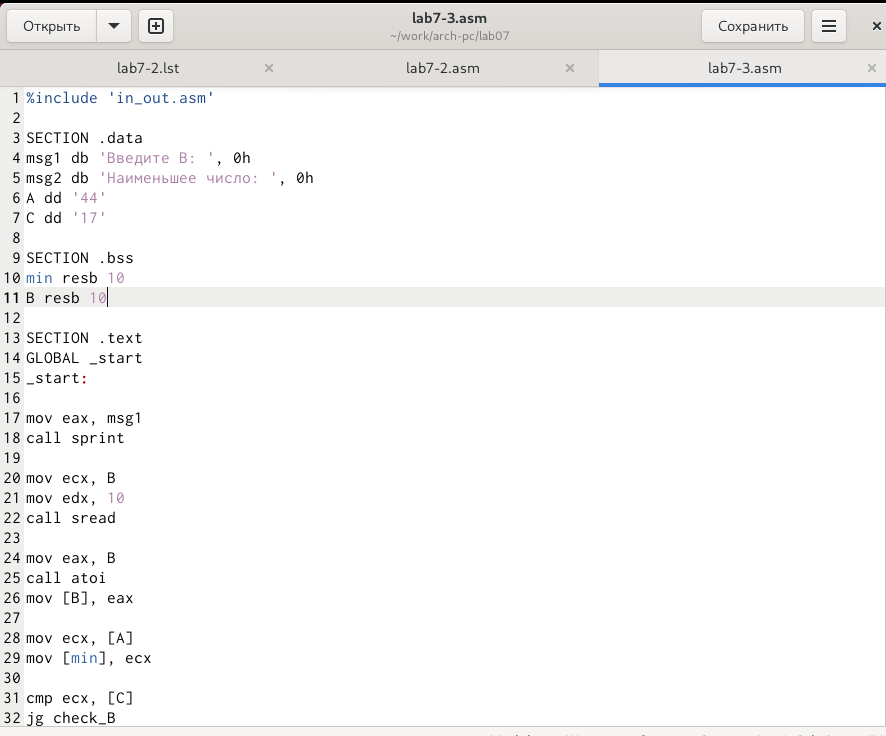 Открыть
lab7-3.asm
~/work/arch-pc/lab07
Сохранить
lab7-2.lst
lab7-2.asm
lab7-3.asm
1 %include 'in_out.asm'
2
3 SECTION .data
4 msg1 db 'Введите B: ', 0h
5 msg2 db 'Наименьшее число: ', 0h
6 A dd '44'
7 C dd '17'
8
9 SECTION .bss
10 min resb 10
11 B resb 10
12
13 SECTION .text
14 GLOBAL _start
15 _start:
16
17 mov eax, msg1
18 call sprint
19
20 mov ecx, B
21 mov edx, 10
22 call sread
23
24 mov eax, B
25 call atoi
26 mov [B], eax
27
28 mov ecx, [A]
29 mov [min], ecx
30
31 cmp ecx, [C]
32 jg check_B